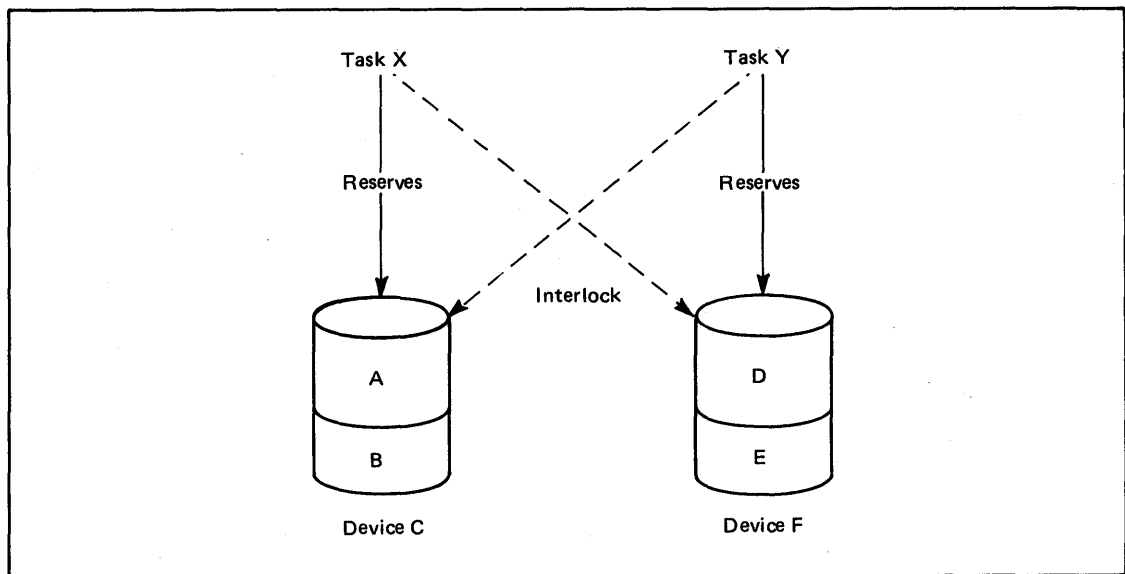 Task X Task Y
Reserves Reserves
Interlock
A D
B E
Device C Device F